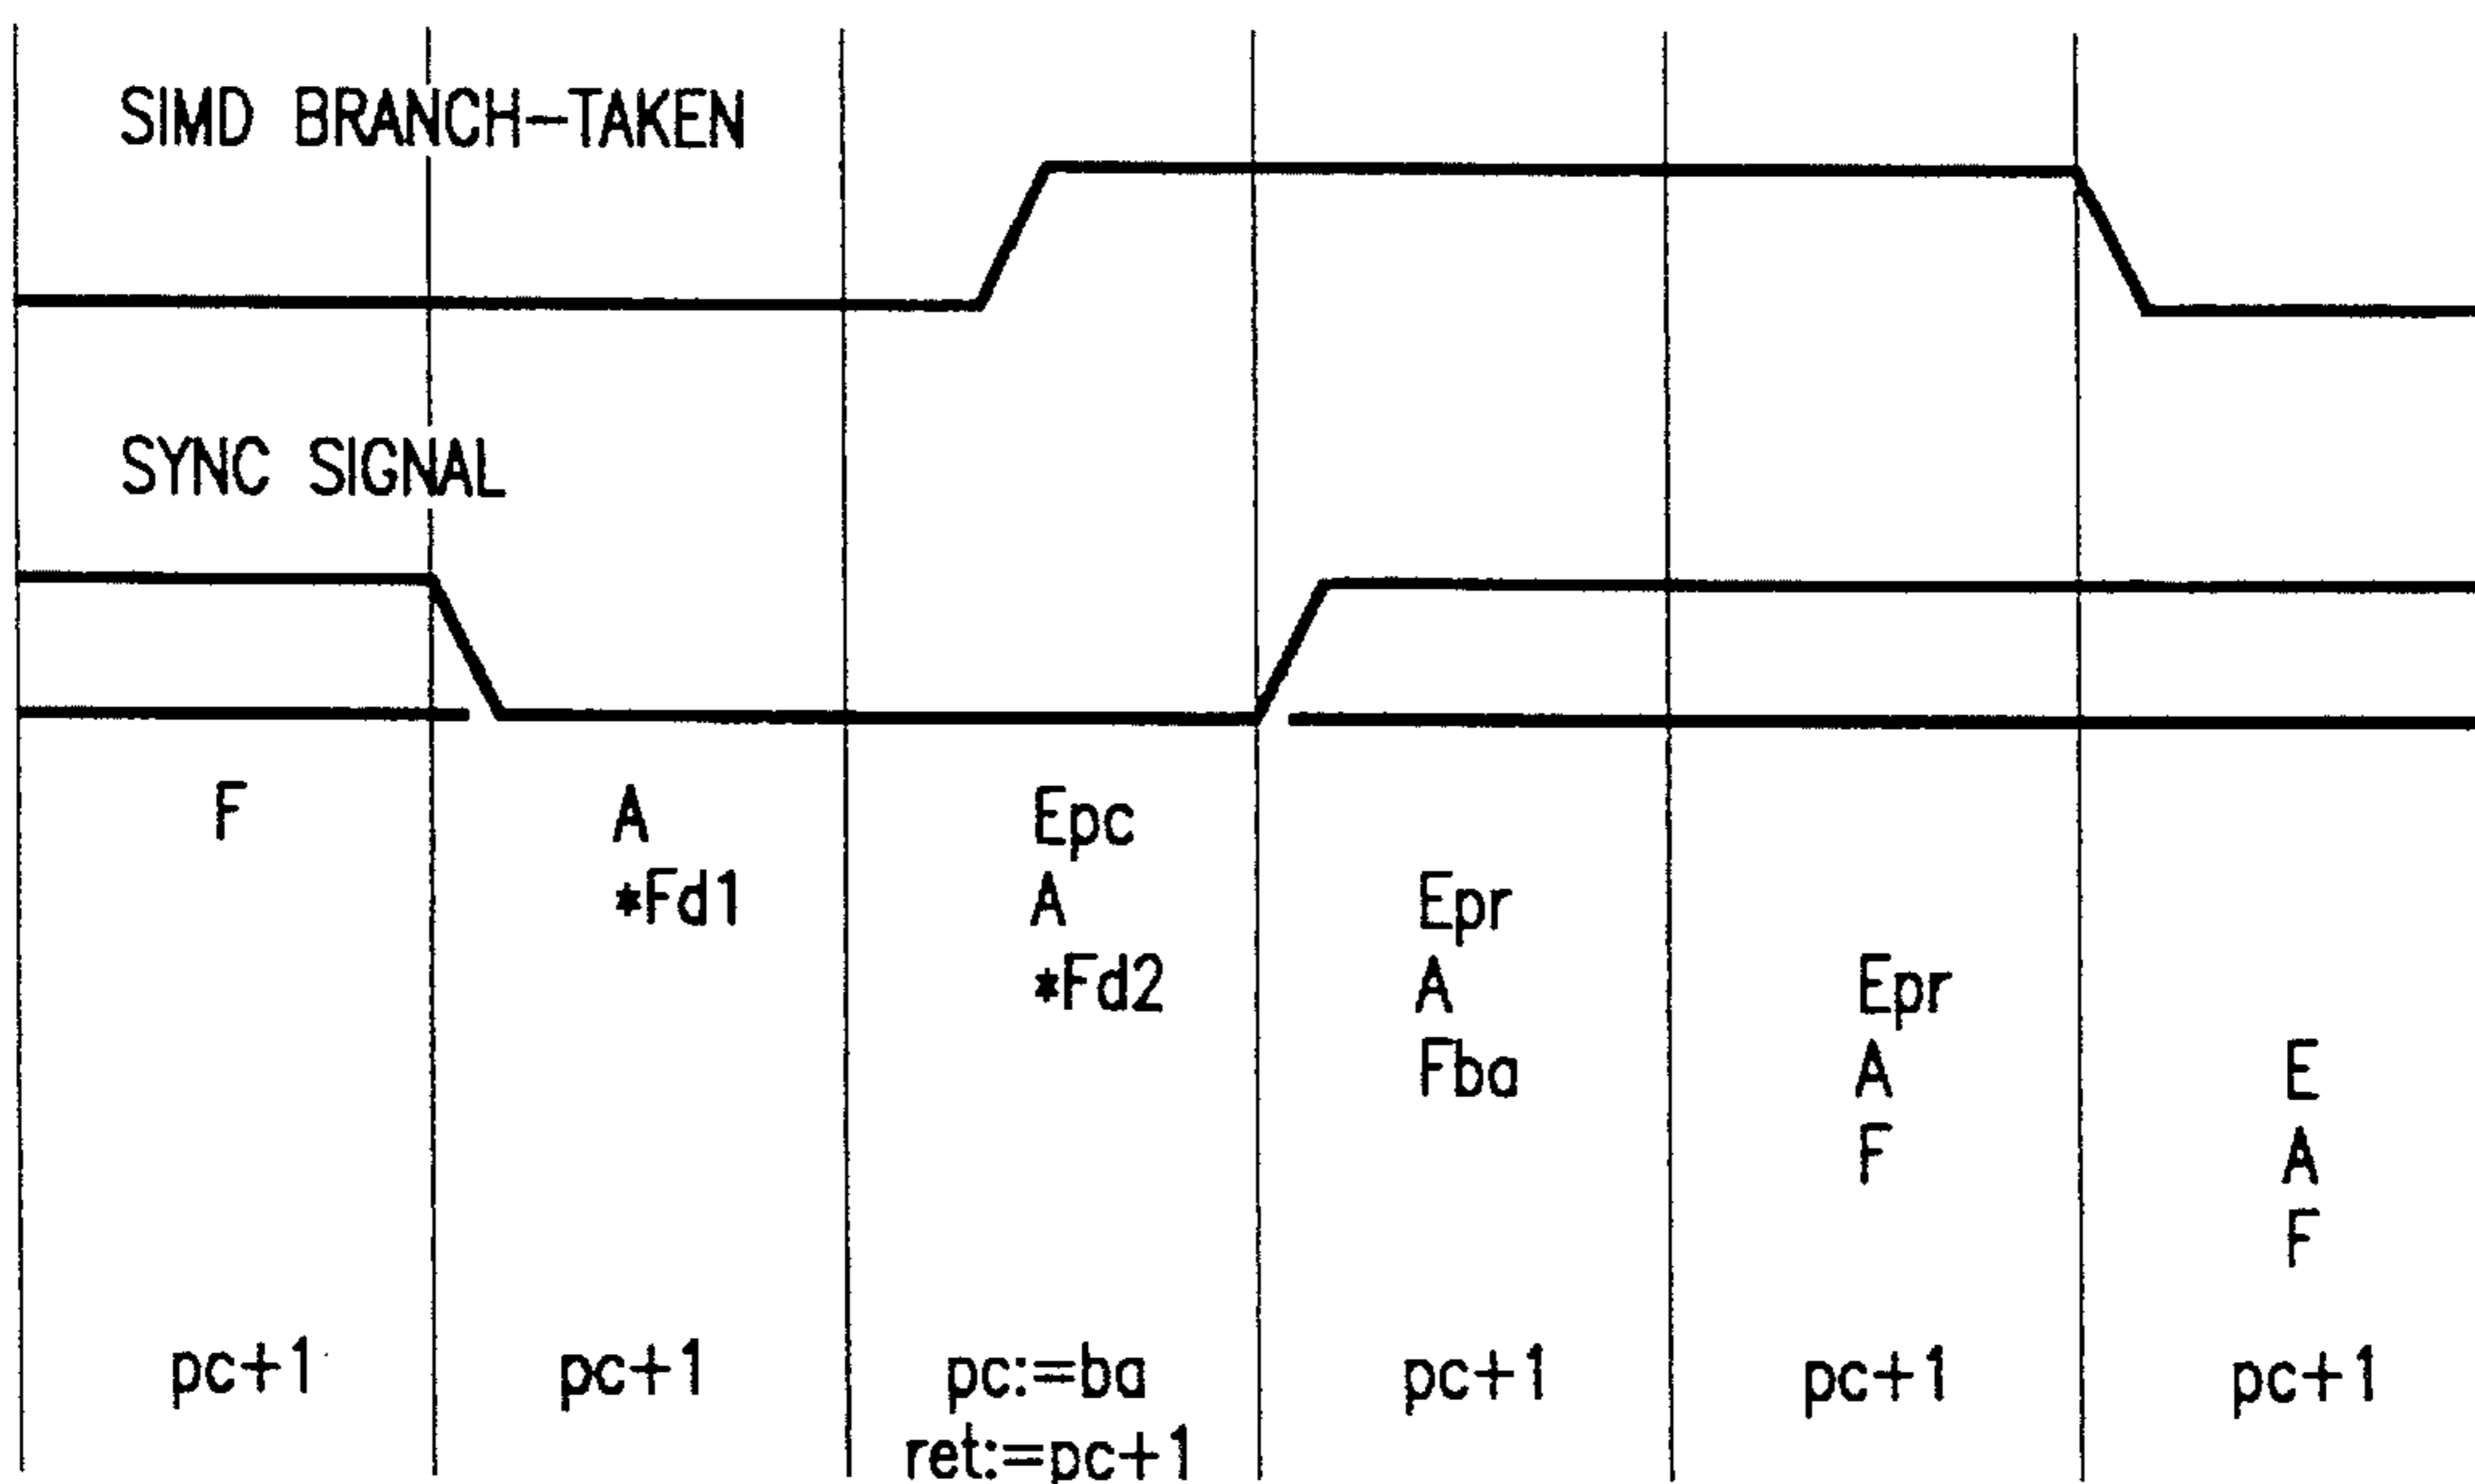 SIMD BRANCH-TAKEN
SYNC SIGNAL
F A Epc
*Fd1 A Epr
*Fd2 A Epr
Fba A E
F A
F
pc+1 pc+1 pc:=ba pc+1 pc+1 pc+1
ret:=pc+1